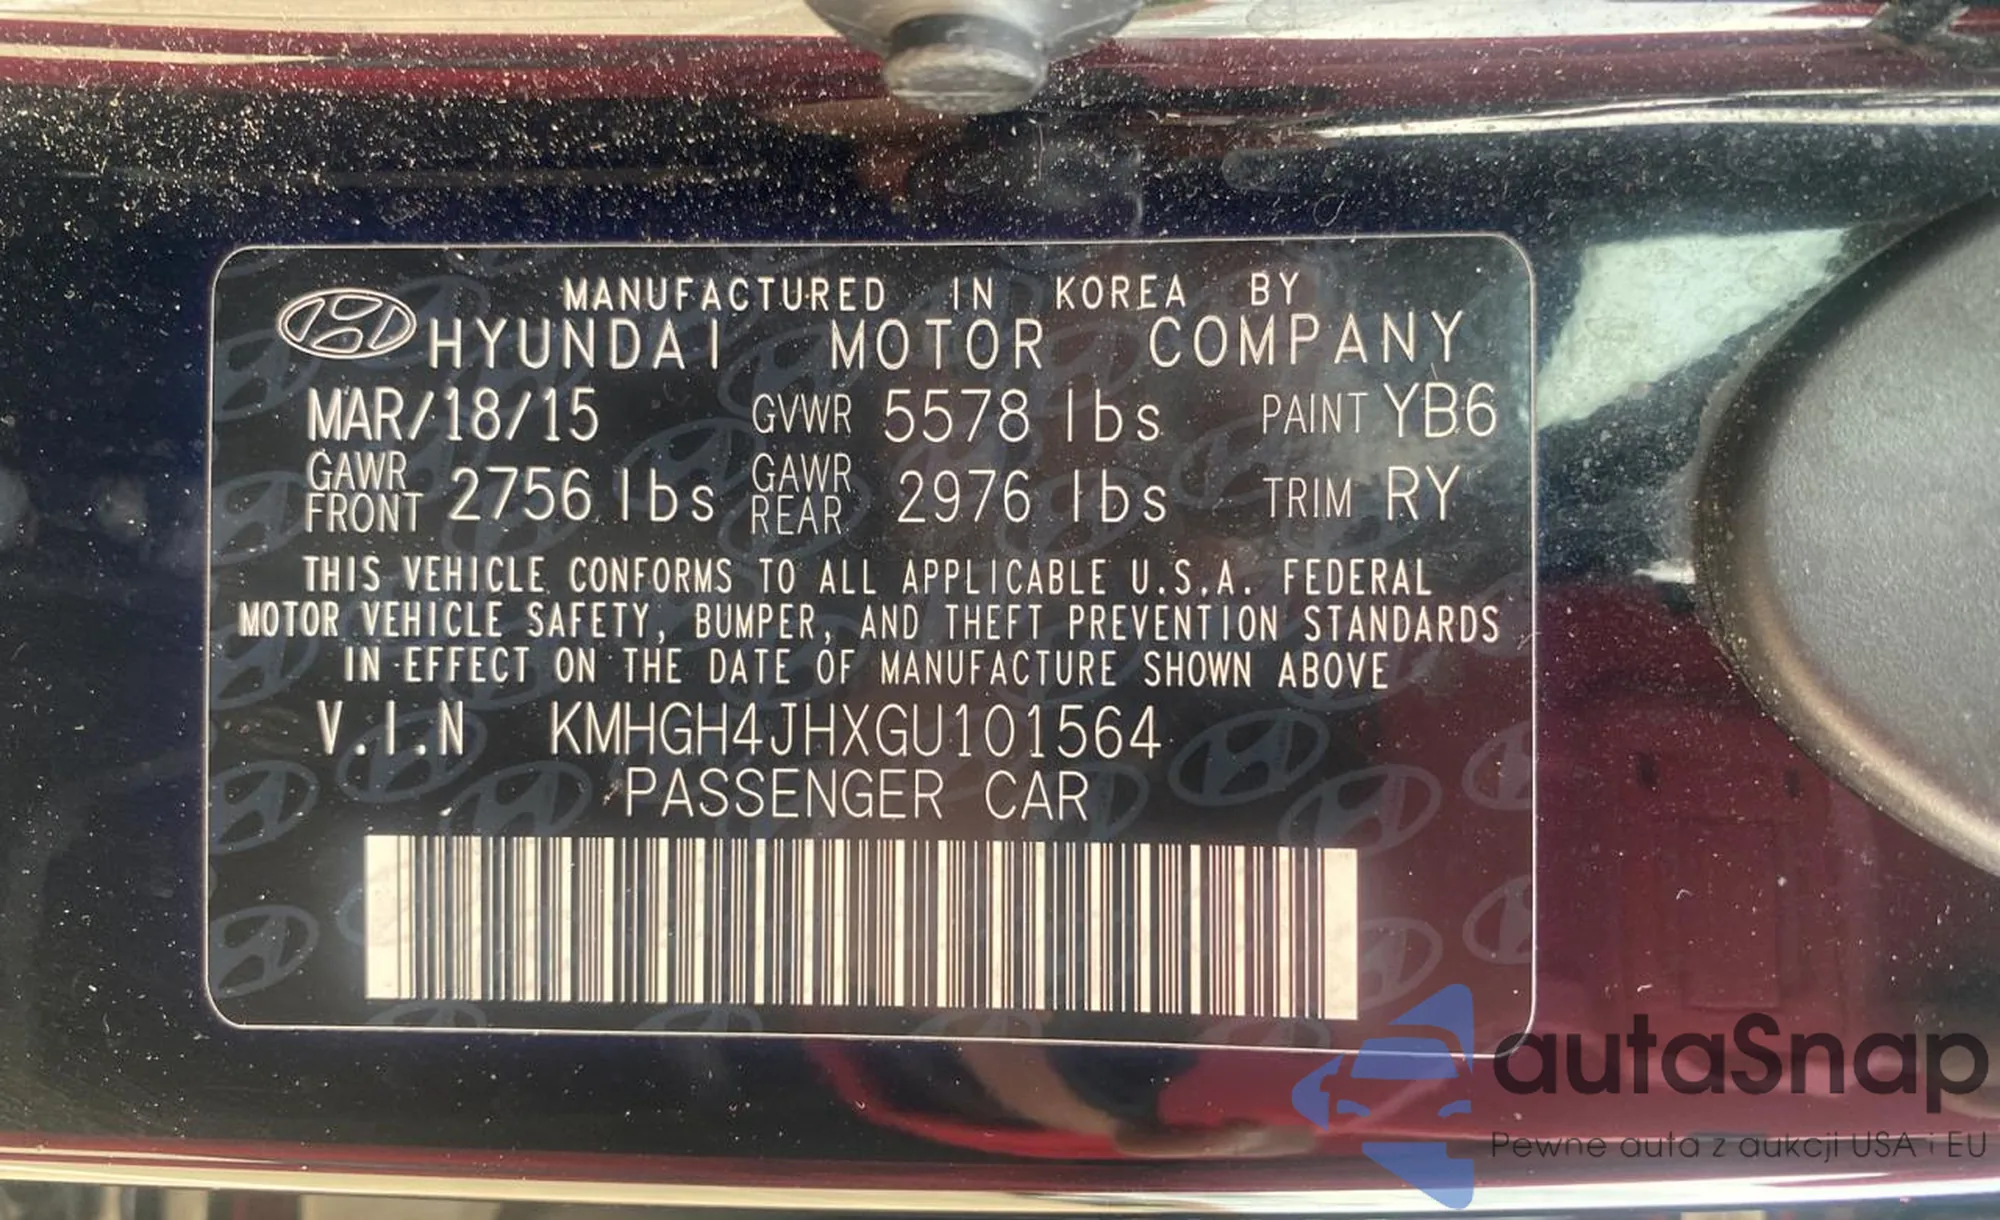 MANUFACTURED IN KOREA BY
HYUNDAI MOTOR COMPANY
MAR/18/15 GVWR 5578 lbs PAINT YB6
GAWR FRONT 2756 lbs GAWR REAR 2976 lbs TRIM RY
THIS VEHICLE CONFORMS TO ALL APPLICABLE U.S.A. FEDERAL
MOTOR VEHICLE SAFETY, BUMPER, AND THEFT PREVENTION STANDARDS
IN EFFECT ON THE DATE OF MANUFACTURE SHOWN ABOVE
V.I.N KMHGH4JHXGU101564
PASSENGER CAR
autaSnap
Pewne auta z aukcji USA i EU